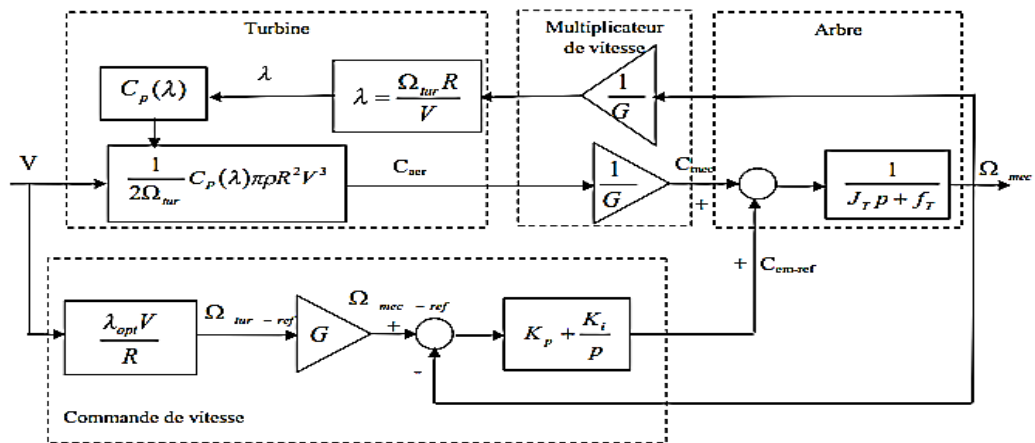 Turbine
Multiplicateur
de vitesse
Arbre
C_p(λ)
λ
λ = Ω_tur R / V
1 / G
V
1 / 2Ω_tur C_p(λ)πρR²V³
C_aer
1 / G
C_mec
+
1 / J_T p + f_T
Ω_mec
+
C_em-ref
λ_opt V / R
Ω_tur-ref
G
Ω_mec-ref
+
-
K_p + K_i / p
Commande de vitesse